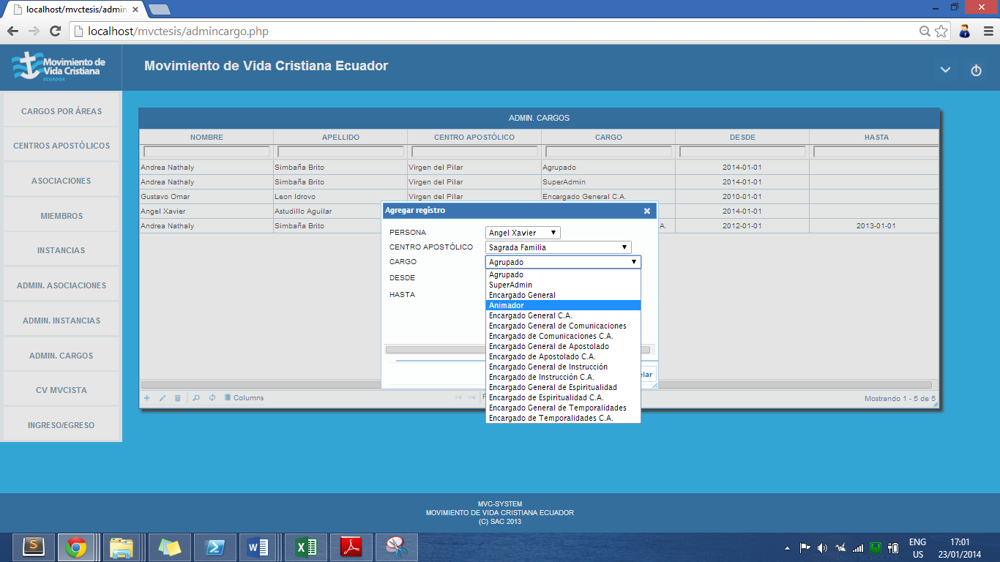 localhost/mvctesis/admin
localhost/mvctesis/admincargo.php
Movimiento de
Vida Cristiana
ECUADOR
Movimiento de Vida Cristiana Ecuador
CARGOS POR ÁREAS
CENTROS APOSTÓLICOS
ASOCIACIONES
MIEMBROS
INSTANCIAS
ADMIN. ASOCIACIONES
ADMIN. INSTANCIAS
ADMIN. CARGOS
CV MVCISTA
INGRESO/EGRESO
ADMIN. CARGOS
NOMBRE APELLIDO CENTRO APOSTÓLICO CARGO DESDE HASTA
Andrea Nathaly Simbaña Brito Virgen del Pilar Agrupado 2014-01-01
Andrea Nathaly Simbaña Brito Virgen del Pilar SuperAdmin 2014-01-01
Gustavo Omar Leon Idrovo Virgen del Pilar Encargado General C.A. 2010-01-01
Angel Xavier Astudillo Aguilar 2014-01-01
Andrea Nathaly Simbaña Brito A. 2012-01-01 2013-01-01
Agregar registro
PERSONA Angel Xavier
CENTRO APOSTÓLICO Sagrada Familia
CARGO Agrupado
DESDE
HASTA
Agrupado
SuperAdmin
Encargado General
Animador
Encargado General C.A.
Encargado General de Comunicaciones
Encargado de Comunicaciones C.A.
Encargado General de Apostolado
Encargado de Apostolado C.A.
Encargado General de Instrucción
Encargado de Instrucción C.A.
Encargado General de Espiritualidad
Encargado de Espiritualidad C.A.
Encargado General de Temporalidades
Encargado de Temporalidades C.A.
elar
Columns
Mostrando 1 - 5 de 5
MVC-SYSTEM
MOVIMIENTO DE VIDA CRISTIANA ECUADOR
(C) SAC 2013
ENG
US
17:01
23/01/2014